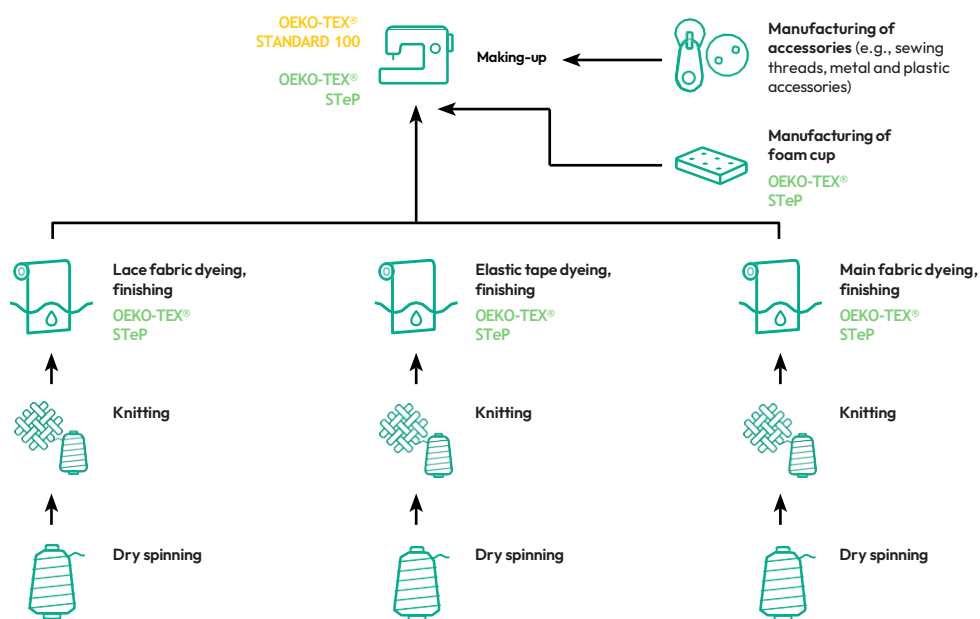 OEKO-TEX®
STANDARD 100
OEKO-TEX®
STeP
Making-up
Manufacturing of
accessories (e.g., sewing
threads, metal and plastic
accessories)
Manufacturing of
foam cup
OEKO-TEX®
STeP
Lace fabric dyeing,
finishing
OEKO-TEX®
STeP
Elastic tape dyeing,
finishing
OEKO-TEX®
STeP
Main fabric dyeing,
finishing
OEKO-TEX®
STeP
Knitting
Knitting
Knitting
Dry spinning
Dry spinning
Dry spinning